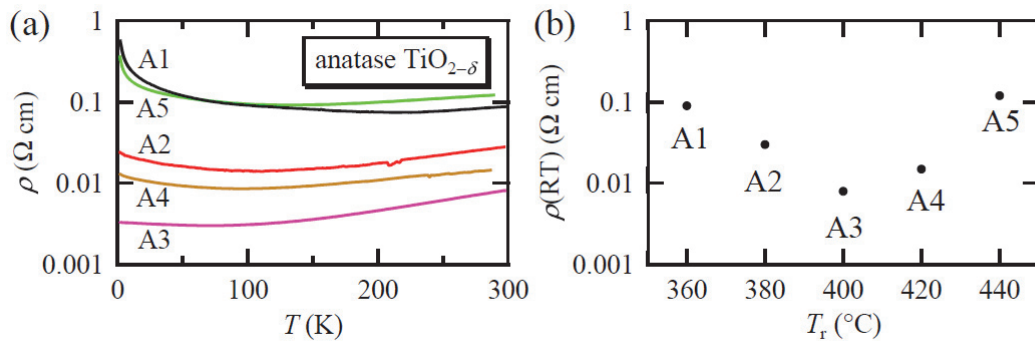 (a)
1
0.1
0.01
0.001
ρ (Ω cm)
A1
A5
A2
A4
A3
anatase TiO2−δ
0
100
200
300
T (K)
(b)
1
0.1
0.01
0.001
ρ(RT) (Ω cm)
A1
A2
A3
A4
A5
360
380
400
420
440
Tr (°C)